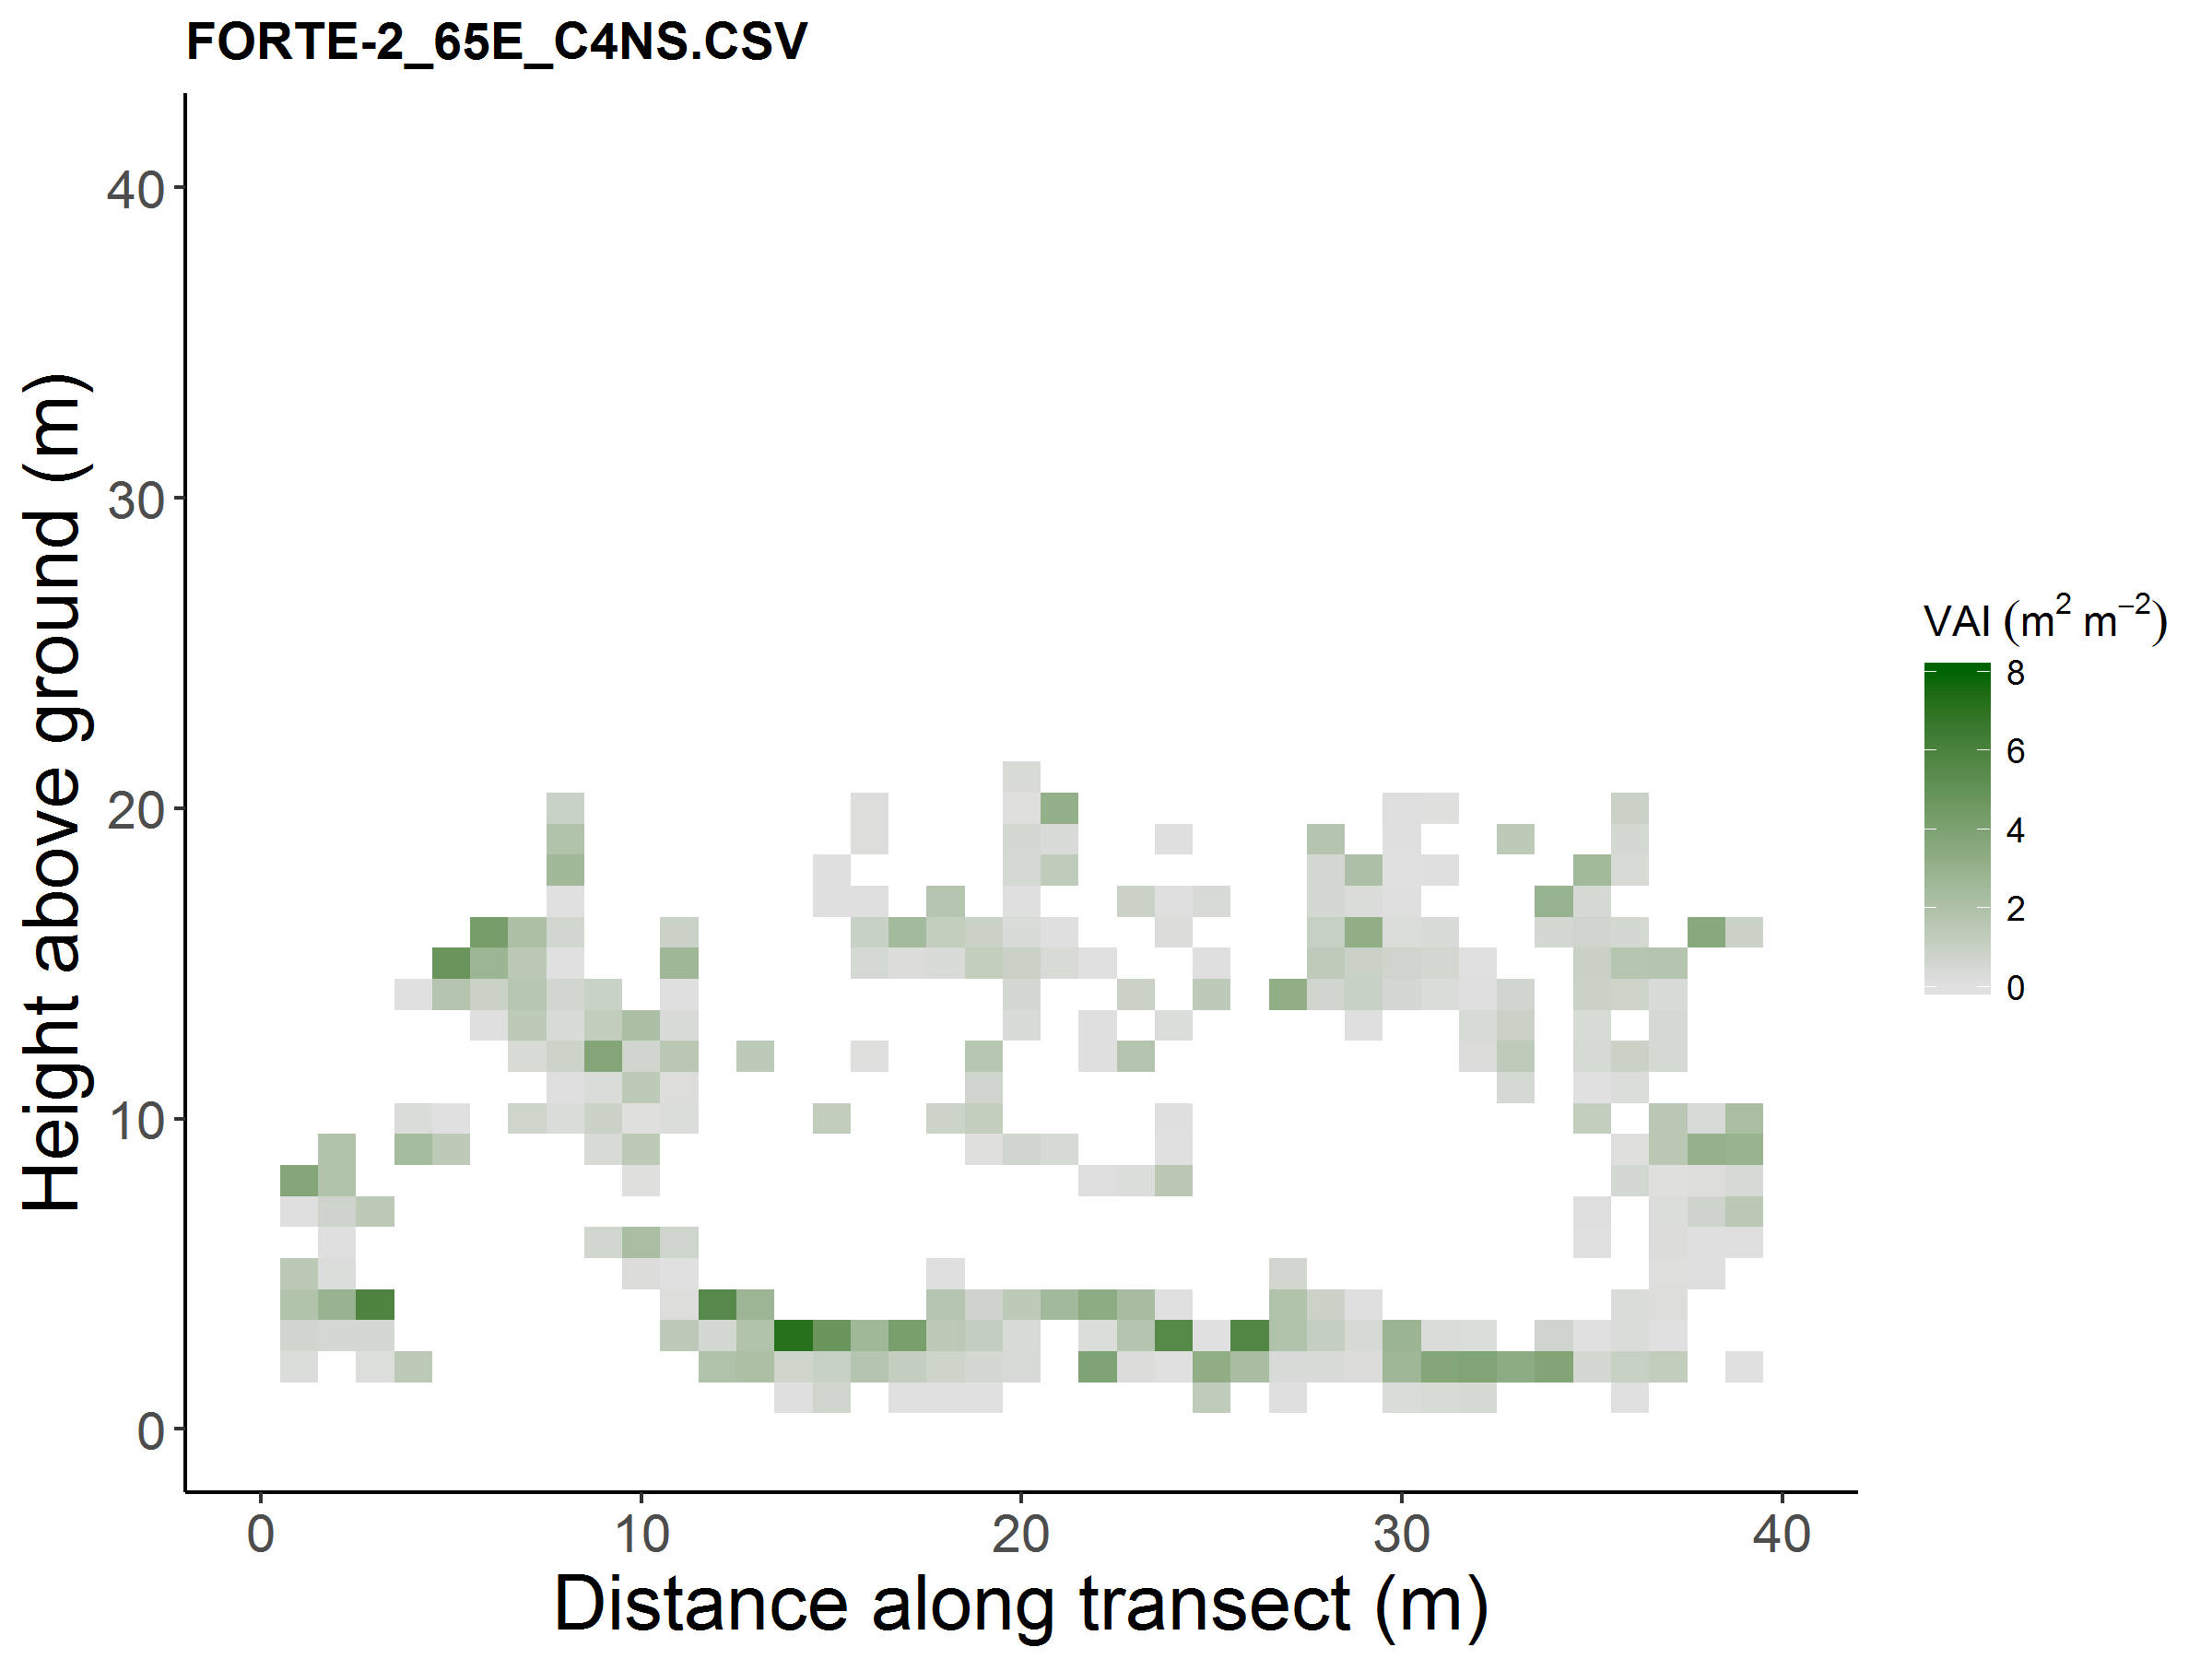 FORTE-2_65E_C4NS.CSV
Height above ground (m)
40
30
20
10
0
0 10 20 30 40
Distance along transect (m)
VAI (m² m⁻²)
8
6
4
2
0